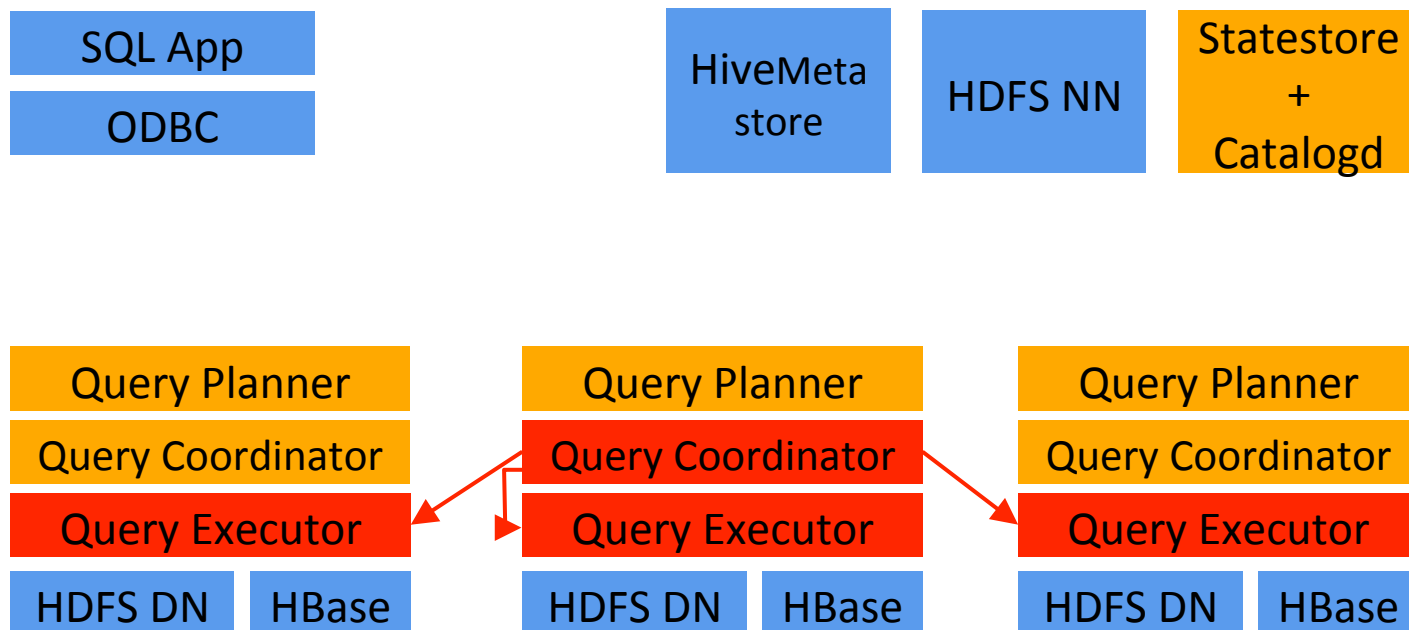 SQL App
ODBC
HiveMeta
store
HDFS NN
Statestore
+
Catalogd
Query Planner
Query Planner
Query Planner
Query Coordinator
Query Coordinator
Query Coordinator
Query Executor
Query Executor
Query Executor
HDFS DN
HBase
HDFS DN
HBase
HDFS DN
HBase